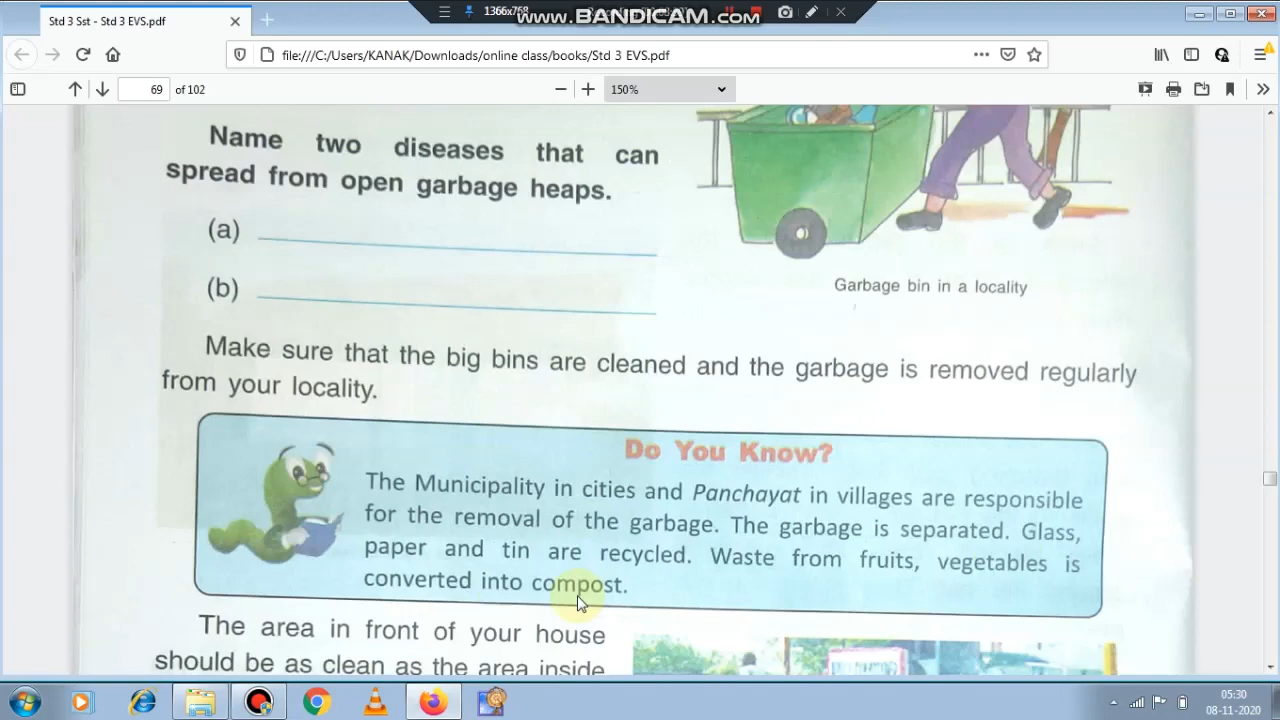 Std 3 Sst - Std 3 EVS.pdf
1366x768
www.BANDICAM.com
file:///C:/Users/KANAK/Downloads/online class/books/Std 3 EVS.pdf
69 of 102
150%
Name two diseases that can
spread from open garbage heaps.
(a)
(b)
Garbage bin in a locality
Make sure that the big bins are cleaned and the garbage is removed regularly
from your locality.
Do You Know?
The Municipality in cities and Panchayat in villages are responsible
for the removal of the garbage. The garbage is separated. Glass,
paper and tin are recycled. Waste from fruits, vegetables is
converted into compost.
The area in front of your house
should be as clean as the area inside
05:30
08-11-2020